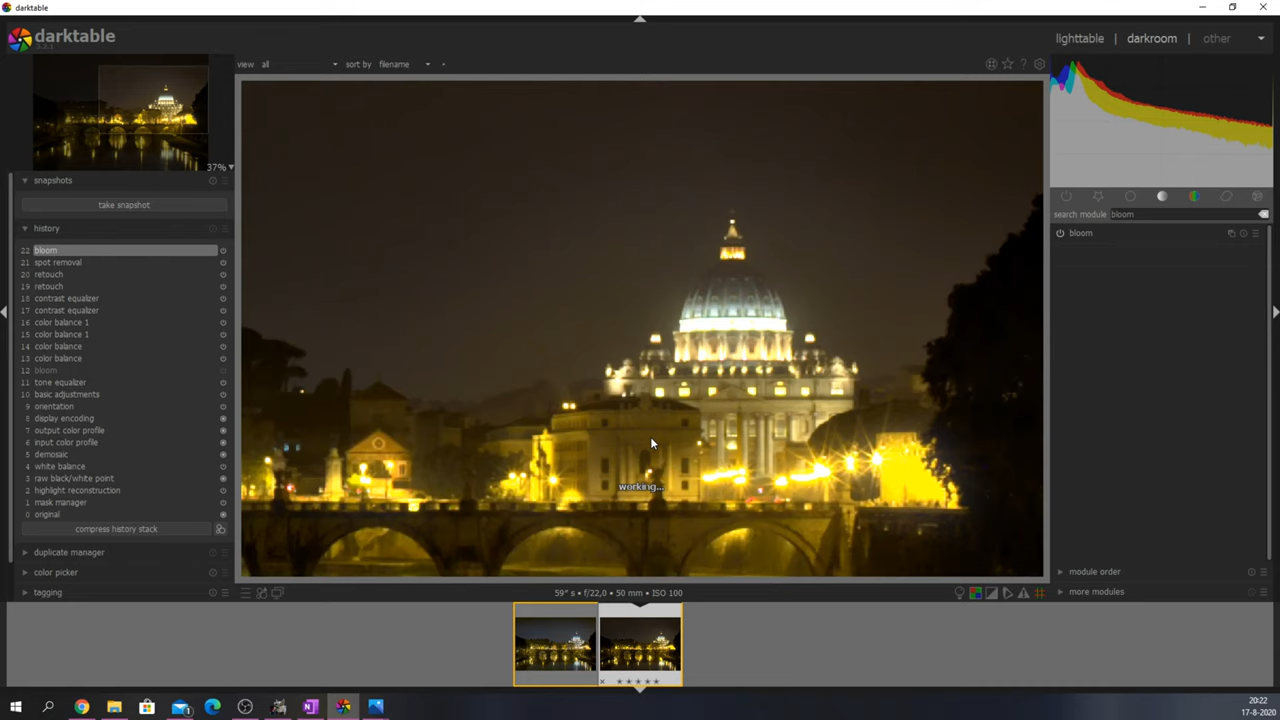 darktable
darktable
3.2.1
lighttable | darkroom | other
view all sort by filename
37%
snapshots
take snapshot
history
22 bloom
21 spot removal
20 retouch
19 retouch
18 contrast equalizer
17 contrast equalizer
16 color balance 1
15 color balance 1
14 color balance
13 color balance
12 bloom
11 tone equalizer
10 basic adjustments
9 orientation
8 display encoding
7 output color profile
6 input color profile
5 demosaic
4 white balance
3 raw black/white point
2 highlight reconstruction
1 mask manager
0 original
compress history stack
duplicate manager
color picker
tagging
working...
59" • f/22,0 • 50 mm • ISO 100
search module bloom
bloom
module order
more modules
20:22
17-8-2020